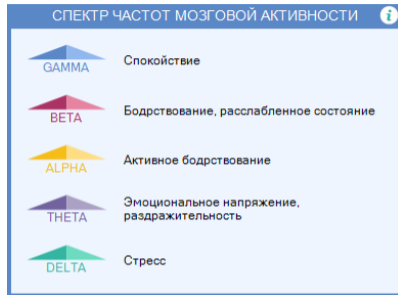 СПЕКТР ЧАСТОТ МОЗГОВОЙ АКТИВНОСТИ i
GAMMA Спокойствие
BETA Бодрствование, расслабленное состояние
ALPHA Активное бодрствование
THETA Эмоциональное напряжение,
раздражительность
DELTA Стресс